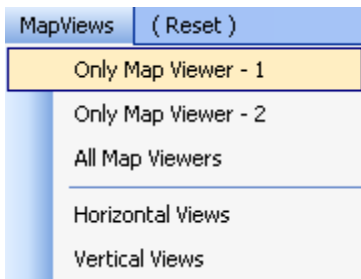 MapViews ( Reset )
Only Map Viewer - 1
Only Map Viewer - 2
All Map Viewers
Horizontal Views
Vertical Views